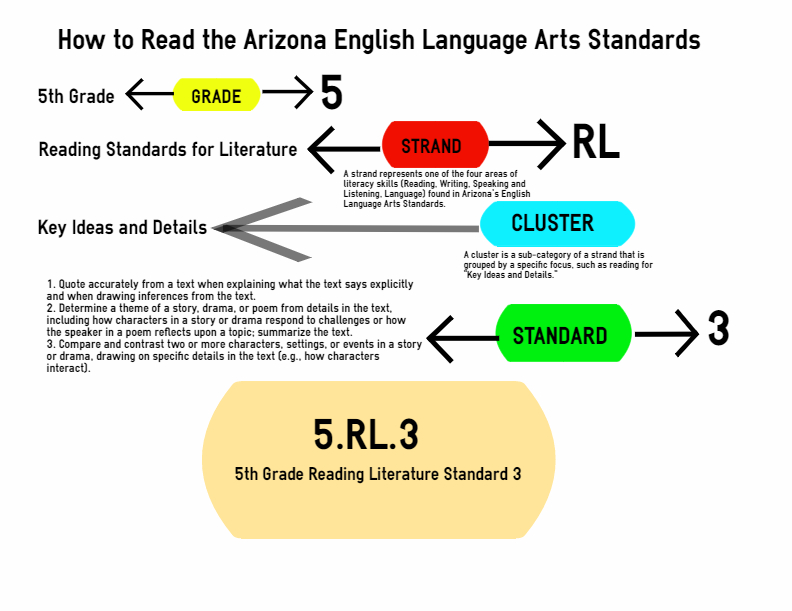 How to Read the Arizona English Language Arts Standards
5th Grade
GRADE
5
Reading Standards for Literature
STRAND
RL
A strand represents one of the four areas of
literacy skills (Reading, Writing, Speaking and
Listening, Language) found in Arizona's English
Language Arts Standards.
Key Ideas and Details
CLUSTER
A cluster is a sub-category of a strand that is
grouped by a specific focus, such as reading for
"Key Ideas and Details."
1. Quote accurately from a text when explaining what the text says explicitly
and when drawing inferences from the text.
2. Determine a theme of a story, drama, or poem from details in the text,
including how characters in a story or drama respond to challenges or how
the speaker in a poem reflects upon a topic; summarize the text.
3. Compare and contrast two or more characters, settings, or events in a story
or drama, drawing on specific details in the text (e.g., how characters
interact).
STANDARD
3
5.RL.3
5th Grade Reading Literature Standard 3